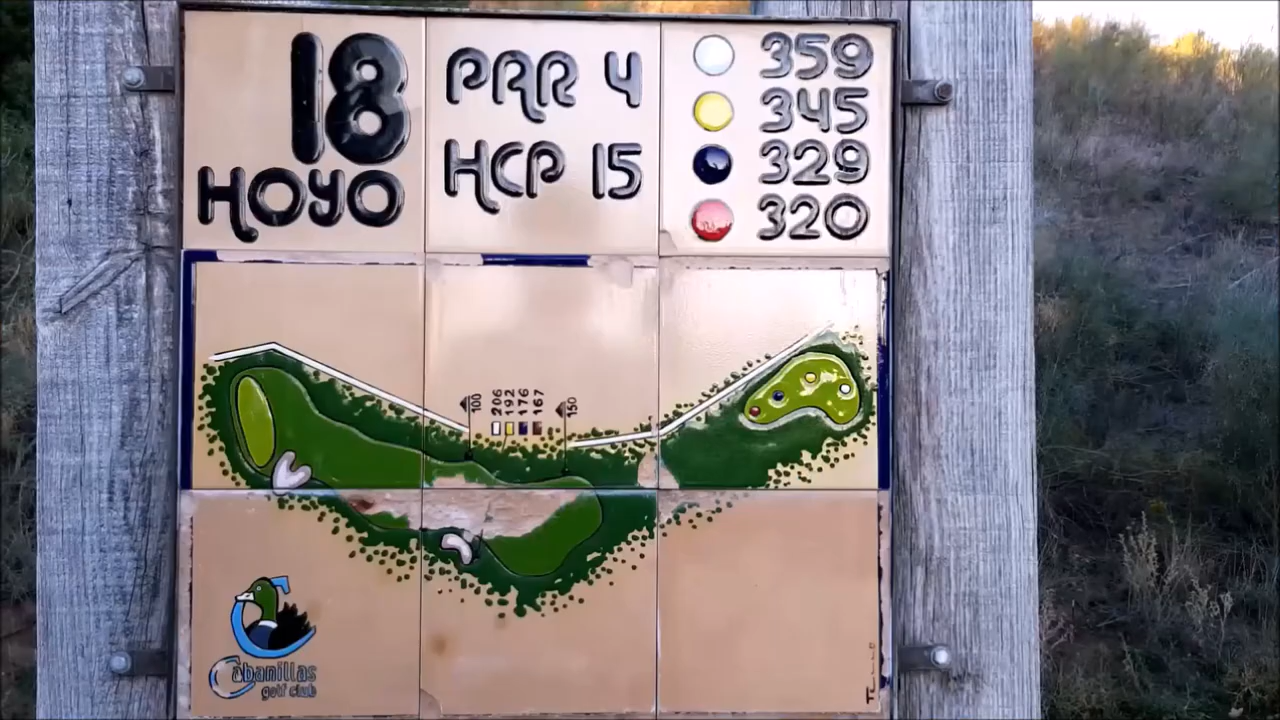 18
HOYO
PAR 4
HCP 15
359
345
329
320
100
206
192
176
167
150
Cabanillas
golf club